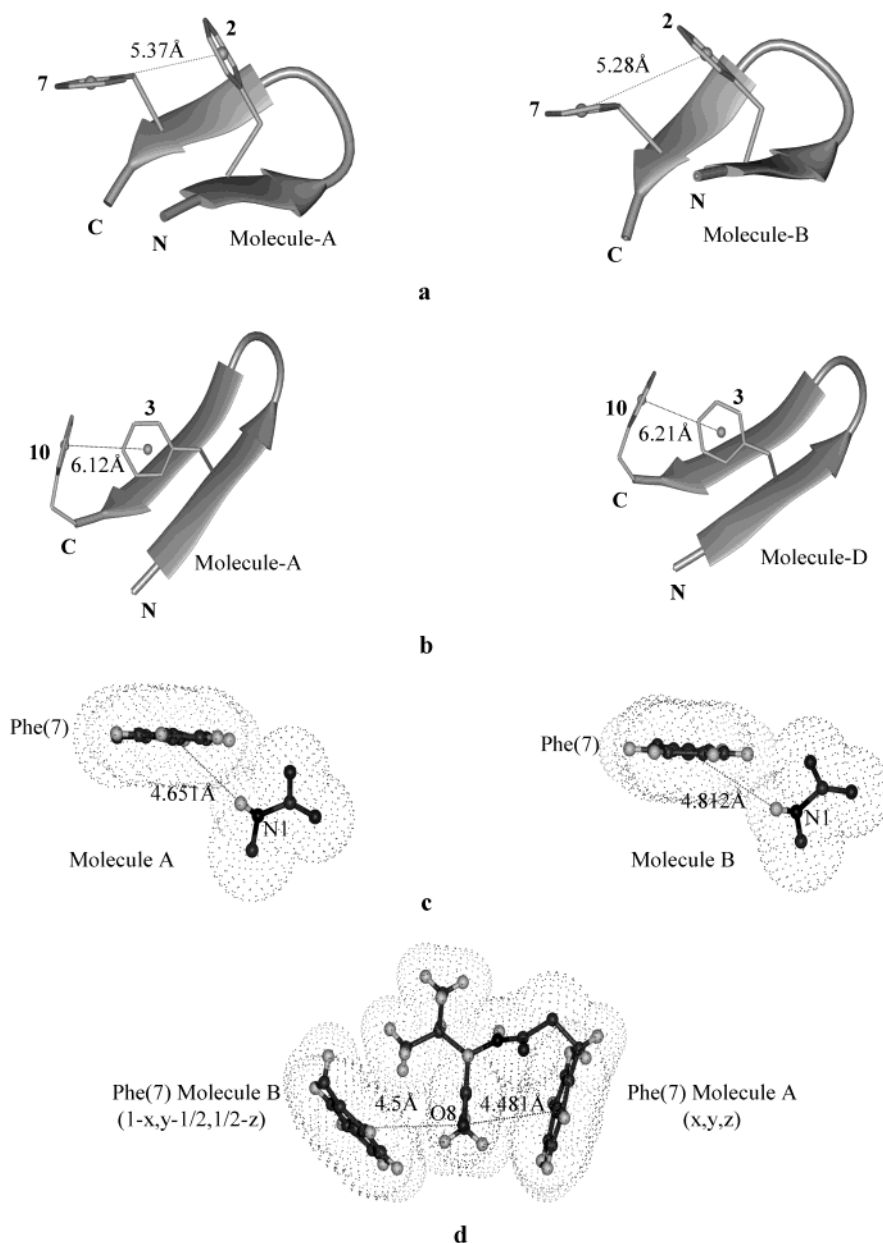 2
5.37Å
7
C
N
Molecule-A
2
5.28Å
7
N
C
Molecule-B
a
3
10
6.12Å
C
Molecule-A
N
3
10
6.21Å
C
Molecule-D
N
b
Phe(7)
4.651Å
N1
Molecule A
Phe(7)
4.812Å
N1
Molecule B
c
Phe(7) Molecule B
(1-x,y-1/2,1/2-z)
4.5Å
O8
4.481Å
Phe(7) Molecule A
(x,y,z)
d